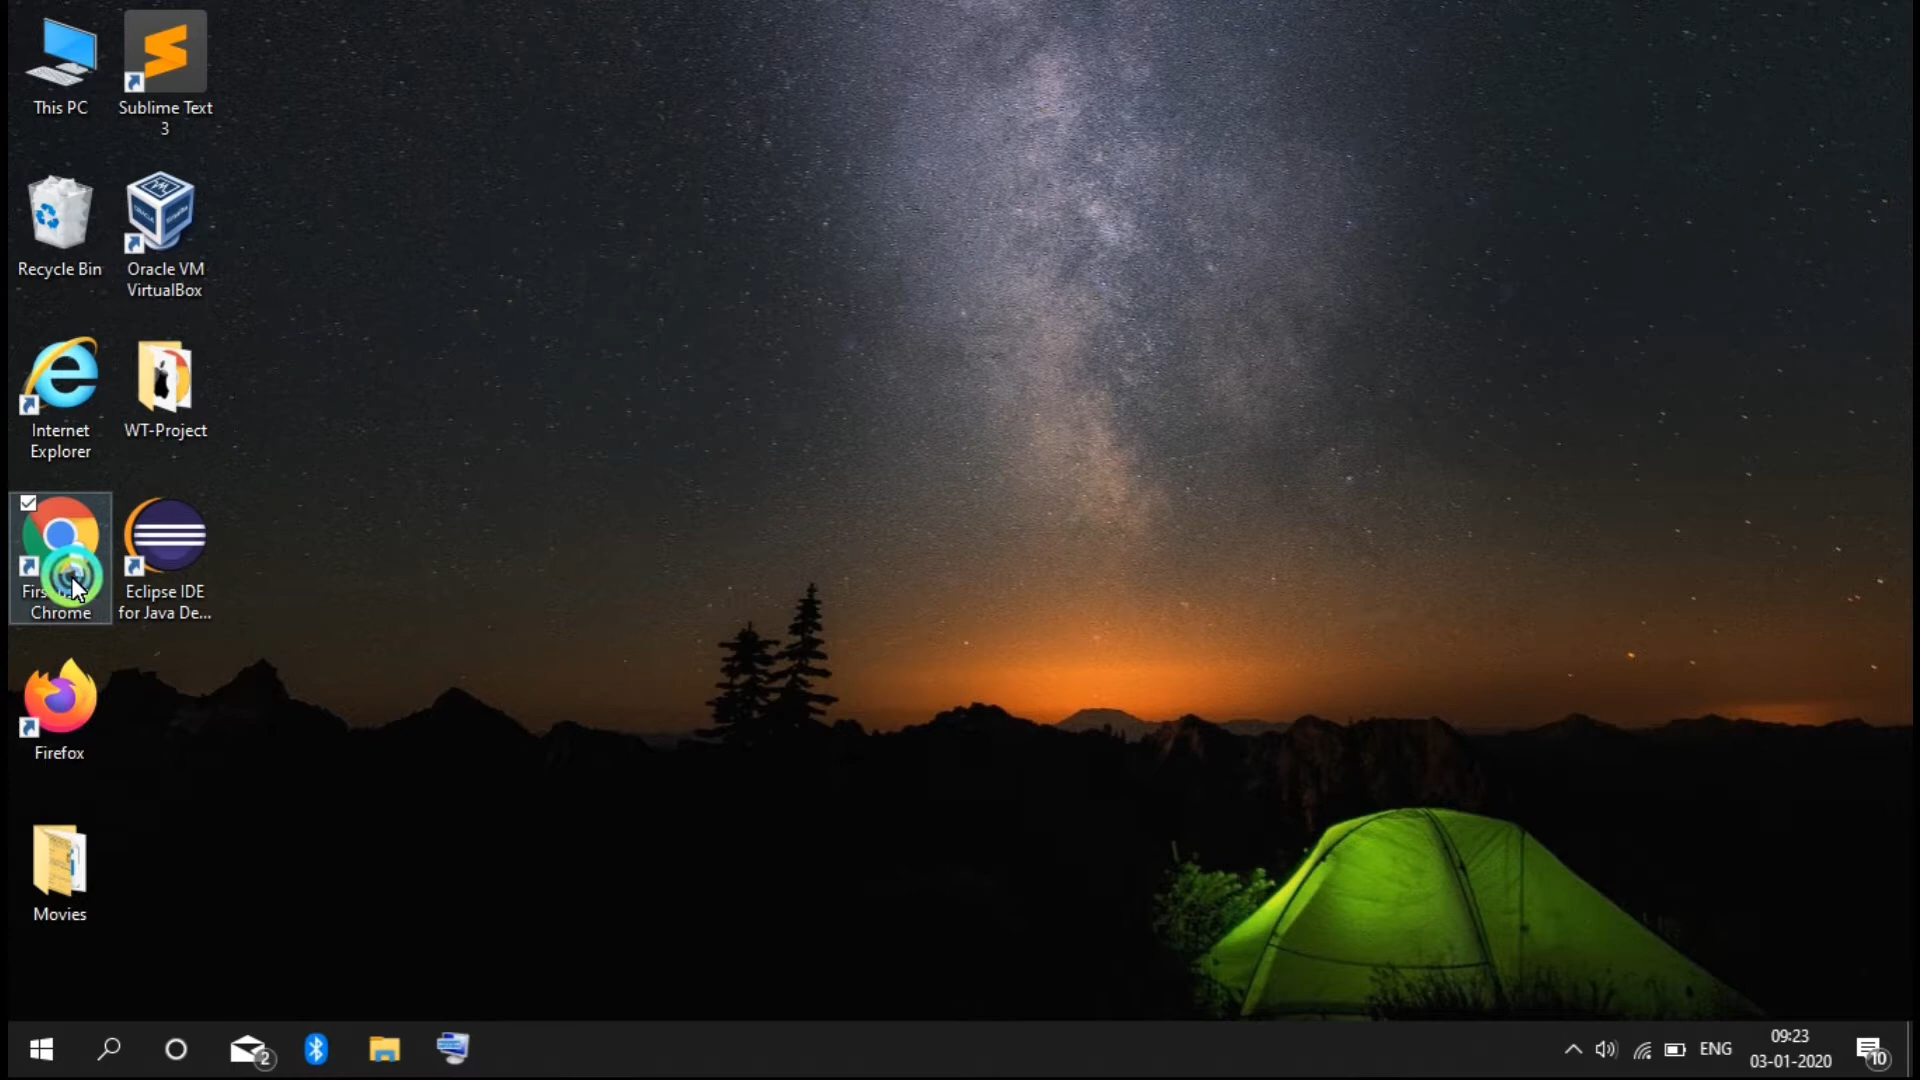 This PC
Sublime Text
3
Recycle Bin
Oracle VM
VirtualBox
Internet
Explorer
WT-Project
Chrome
Eclipse IDE
for Java De...
Firefox
Movies
2
ENG
09:23
03-01-2020
10